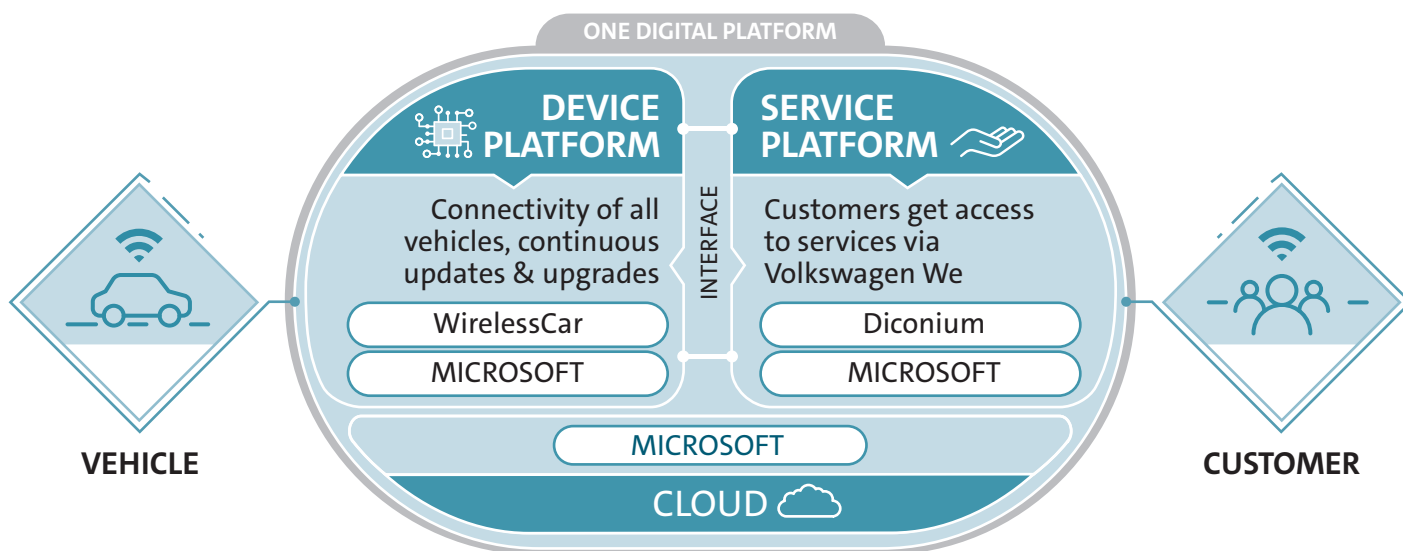 ONE DIGITAL PLATFORM
DEVICE
PLATFORM
Connectivity of all
vehicles, continuous
updates & upgrades
WirelessCar
MICROSOFT
INTERFACE
SERVICE
PLATFORM
Customers get access
to services via
Volkswagen We
Diconium
MICROSOFT
MICROSOFT
CLOUD
VEHICLE
CUSTOMER